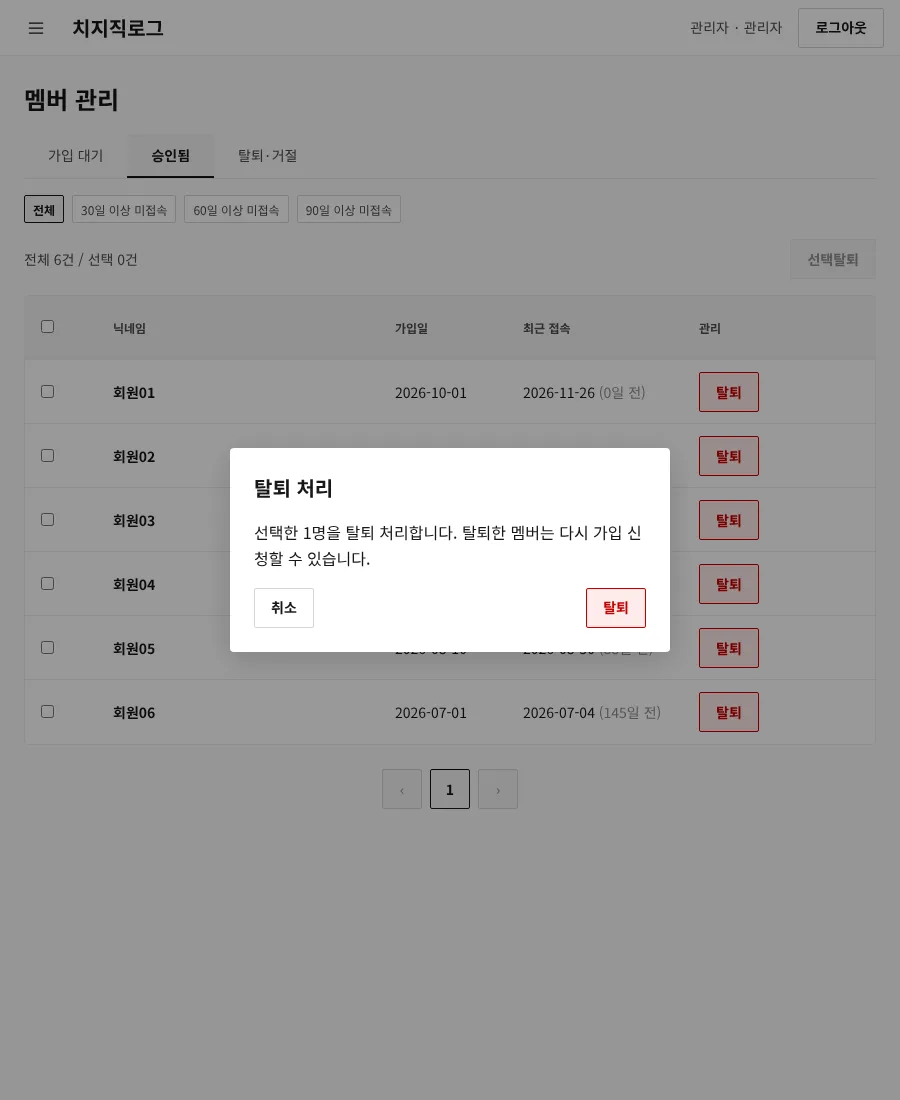 치지직로그
관리자 · 관리자
로그아웃
멤버 관리
가입 대기
승인됨
탈퇴·거절
전체
30일 이상 미접속
60일 이상 미접속
90일 이상 미접속
전체 6건 / 선택 0건
선택탈퇴
닉네임
가입일
최근 접속
관리
회원01
2026-10-01
2026-11-26 (0일 전)
탈퇴
회원02
탈퇴
회원03
탈퇴
회원04
탈퇴
회원05
탈퇴
회원06
2026-07-01
2026-07-04 (145일 전)
탈퇴
‹
1
›
탈퇴 처리
선택한 1명을 탈퇴 처리합니다. 탈퇴한 멤버는 다시 가입 신
청할 수 있습니다.
취소
탈퇴